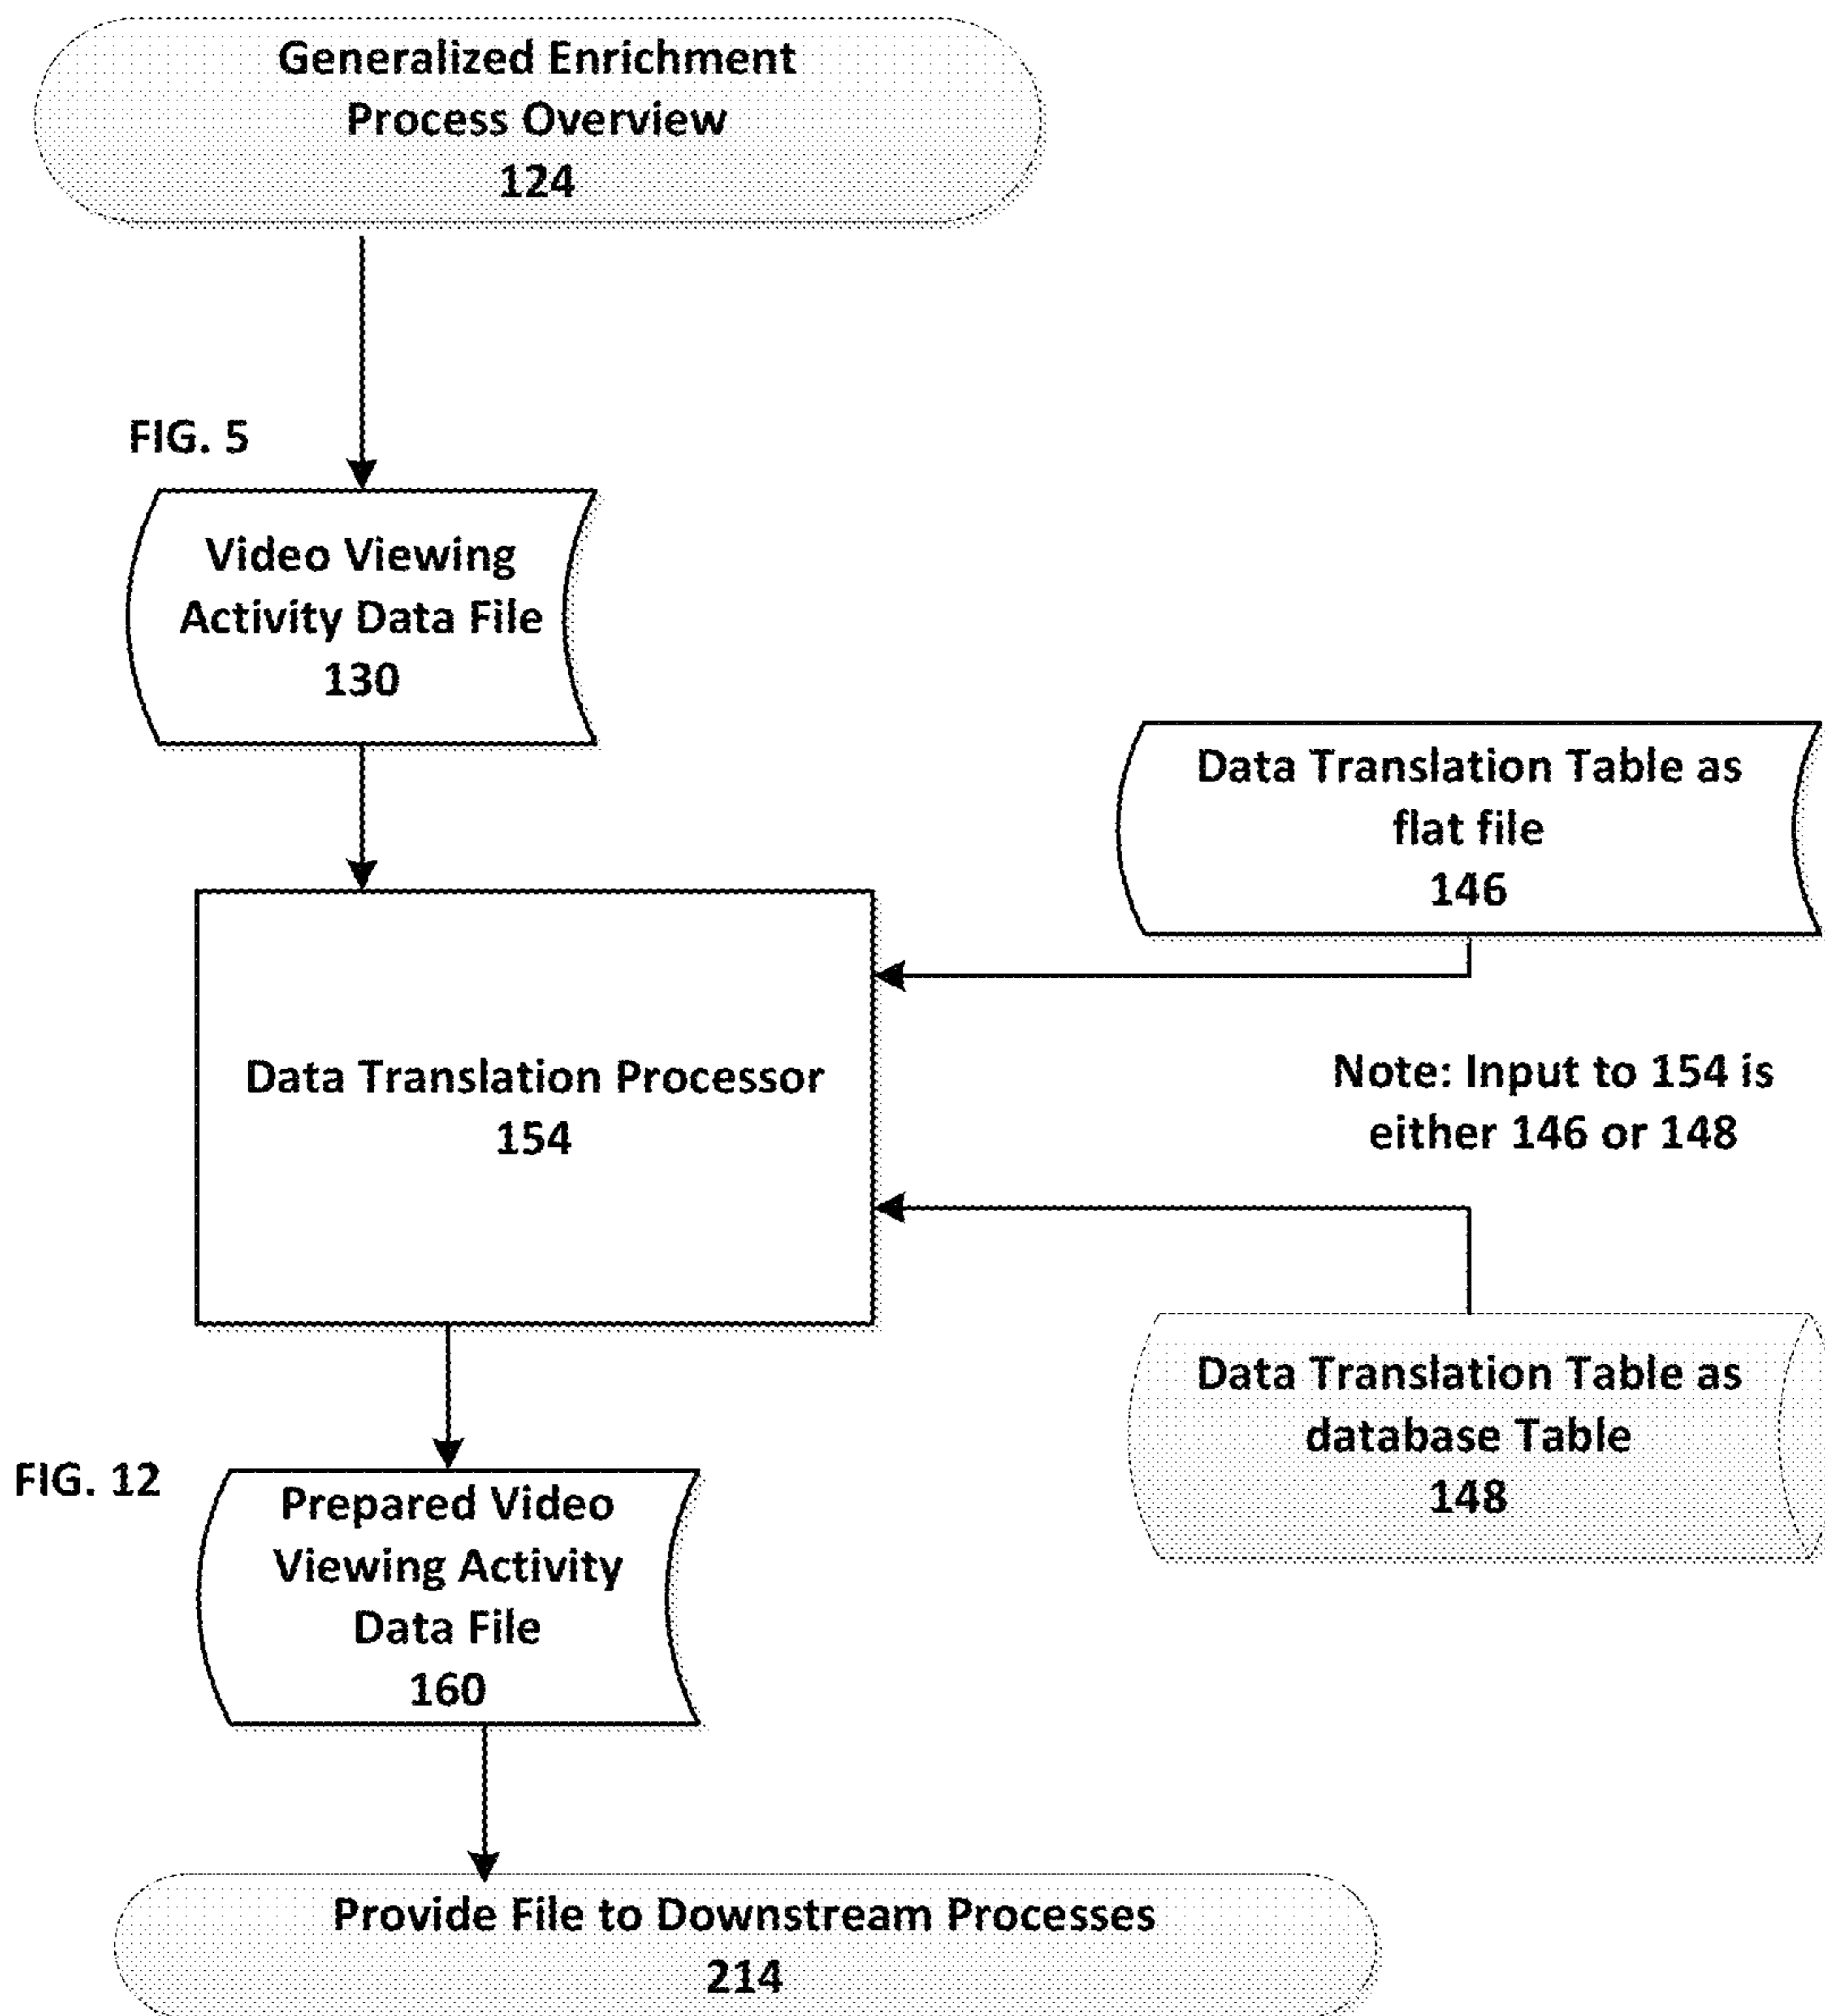 Generalized Enrichment
Process Overview
124
FIG. 5
Video Viewing
Activity Data File
130
Data Translation Table as
flat file
146
Data Translation Processor
154
Note: Input to 154 is
either 146 or 148
Data Translation Table as
database Table
148
FIG. 12
Prepared Video
Viewing Activity
Data File
160
Provide File to Downstream Processes
214